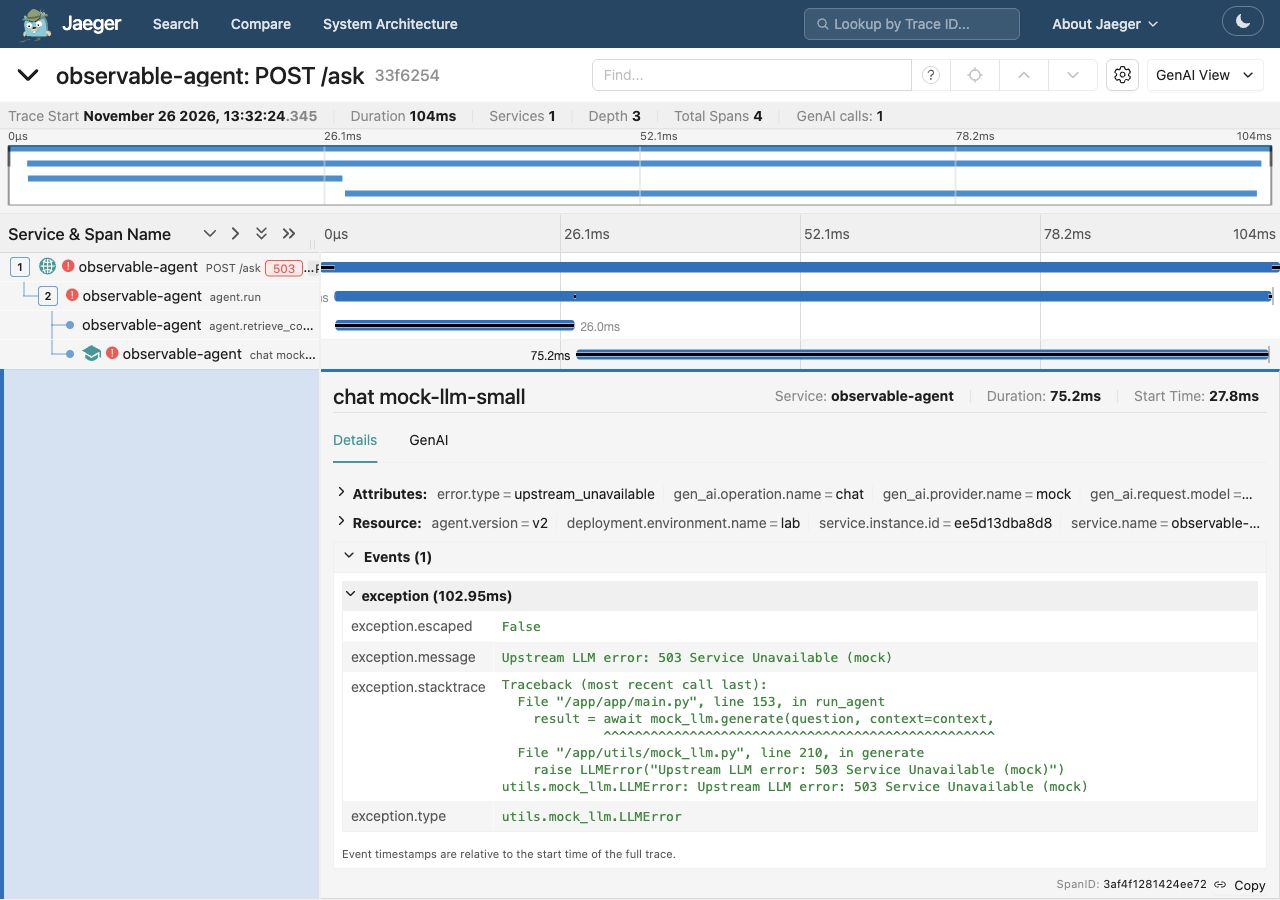 Jaeger Search Compare System Architecture Lookup by Trace ID... About Jaeger
observable-agent: POST /ask 33f6254 Find... ? GenAI View
Trace Start November 26 2026, 13:32:24.345 Duration 104ms Services 1 Depth 3 Total Spans 4 GenAI calls: 1
0µs 26.1ms 52.1ms 78.2ms 104ms
Service & Span Name 0µs 26.1ms 52.1ms 78.2ms 104ms
1 observable-agent POST /ask 503 ...
2 observable-agent agent.run
observable-agent agent.retrieve_co... 26.0ms
observable-agent chat mock... 75.2ms
chat mock-llm-small Service: observable-agent Duration: 75.2ms Start Time: 27.8ms
Details GenAI
Attributes: error.type = upstream_unavailable gen_ai.operation.name = chat gen_ai.provider.name = mock gen_ai.request.model =...
Resource: agent.version = v2 deployment.environment.name = lab service.instance.id = ee5d13dba8d8 service.name = observable-...
Events (1)
exception (102.95ms)
exception.escaped False
exception.message Upstream LLM error: 503 Service Unavailable (mock)
exception.stacktrace Traceback (most recent call last):
File "/app/app/main.py", line 153, in run_agent
result = await mock_llm.generate(question, context=context,
^^^^^^^^^^^^^^^^^^^^^^^^^^^^^^^^^^^^^^^^^^^^^^^^^^
File "/app/utils/mock_llm.py", line 210, in generate
raise LLMError("Upstream LLM error: 503 Service Unavailable (mock)")
utils.mock_llm.LLMError: Upstream LLM error: 503 Service Unavailable (mock)
exception.type utils.mock_llm.LLMError
Event timestamps are relative to the start time of the full trace.
SpanID: 3af4f1281424ee72 Copy